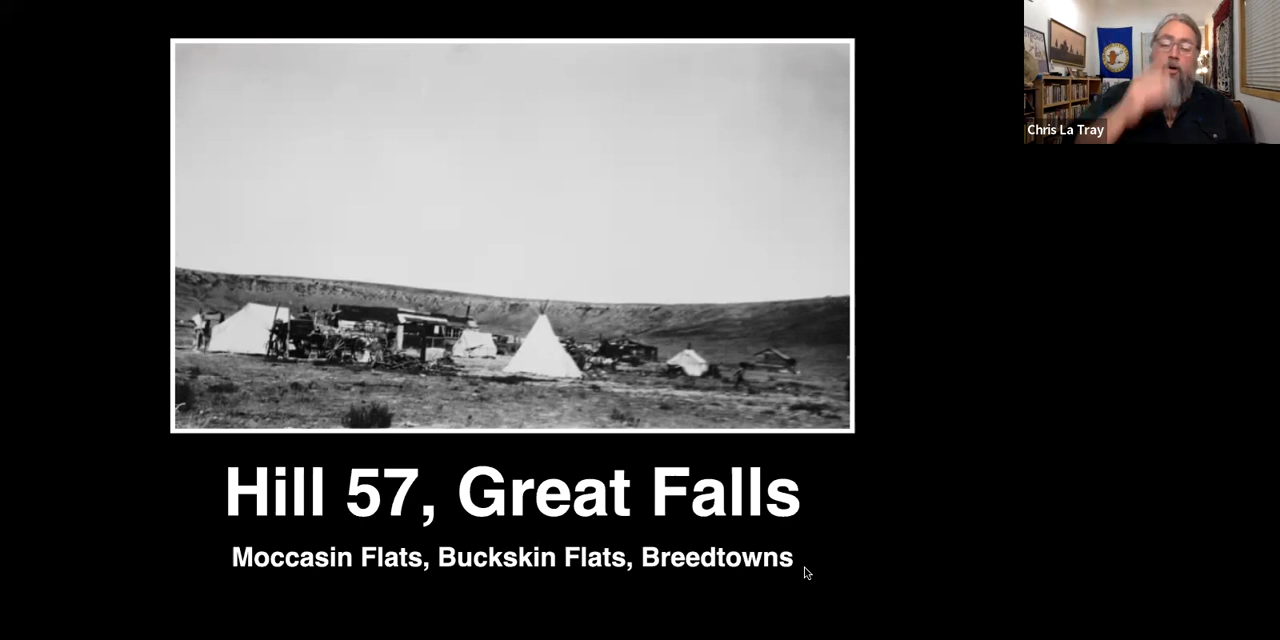 Chris La Tray
Hill 57, Great Falls
Moccasin Flats, Buckskin Flats, Breedtowns